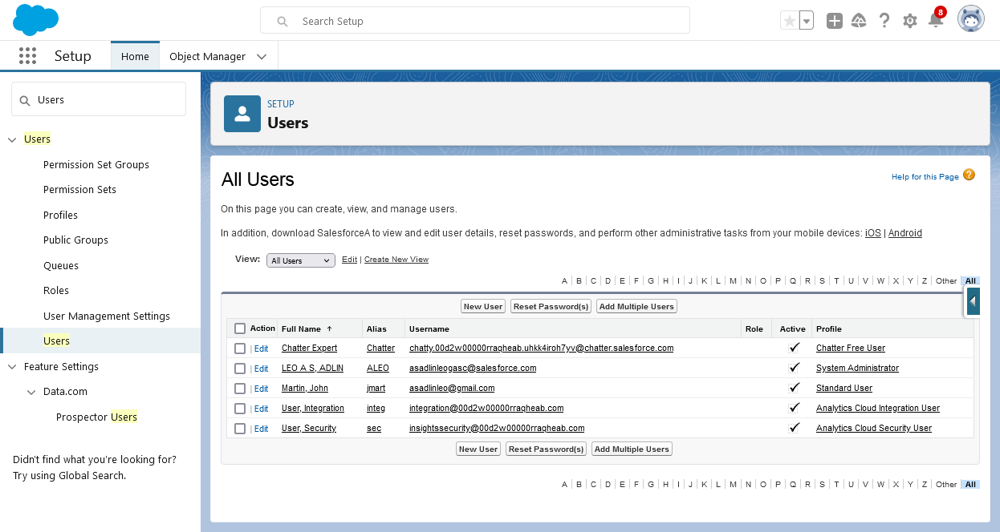 Search Setup
8
Setup
Home
Object Manager
Users
Users
Permission Set Groups
Permission Sets
Profiles
Public Groups
Queues
Roles
User Management Settings
Users
Feature Settings
Data.com
Prospector Users
Didn't find what you're looking for?
Try using Global Search.
SETUP
Users
All Users
Help for this Page ?
On this page you can create, view, and manage users.
In addition, download SalesforceA to view and edit user details, reset passwords, and perform other administrative tasks from your mobile devices: iOS | Android
View: All Users Edit | Create New View
A | B | C | D | E | F | G | H | I | J | K | L | M | N | O | P | Q | R | S | T | U | V | W | X | Y | Z | Other | All
New User Reset Password(s) Add Multiple Users
Action Full Name ↑ Alias Username Role Active Profile
| Edit Chatter Expert Chatter chatty.00d2w00000rraqheab.uhkk4iroh7yv@chatter.salesforce.com ✓ Chatter Free User
| Edit LEO A S, ADLIN ALEO asadlinleogasc@salesforce.com ✓ System Administrator
| Edit Martin, John jmart asadlinleo@gmail.com ✓ Standard User
| Edit User, Integration integ integration@00d2w00000rraqheab.com ✓ Analytics Cloud Integration User
| Edit User, Security sec insightssecurity@00d2w00000rraqheab.com ✓ Analytics Cloud Security User
New User Reset Password(s) Add Multiple Users
A | B | C | D | E | F | G | H | I | J | K | L | M | N | O | P | Q | R | S | T | U | V | W | X | Y | Z | Other | All